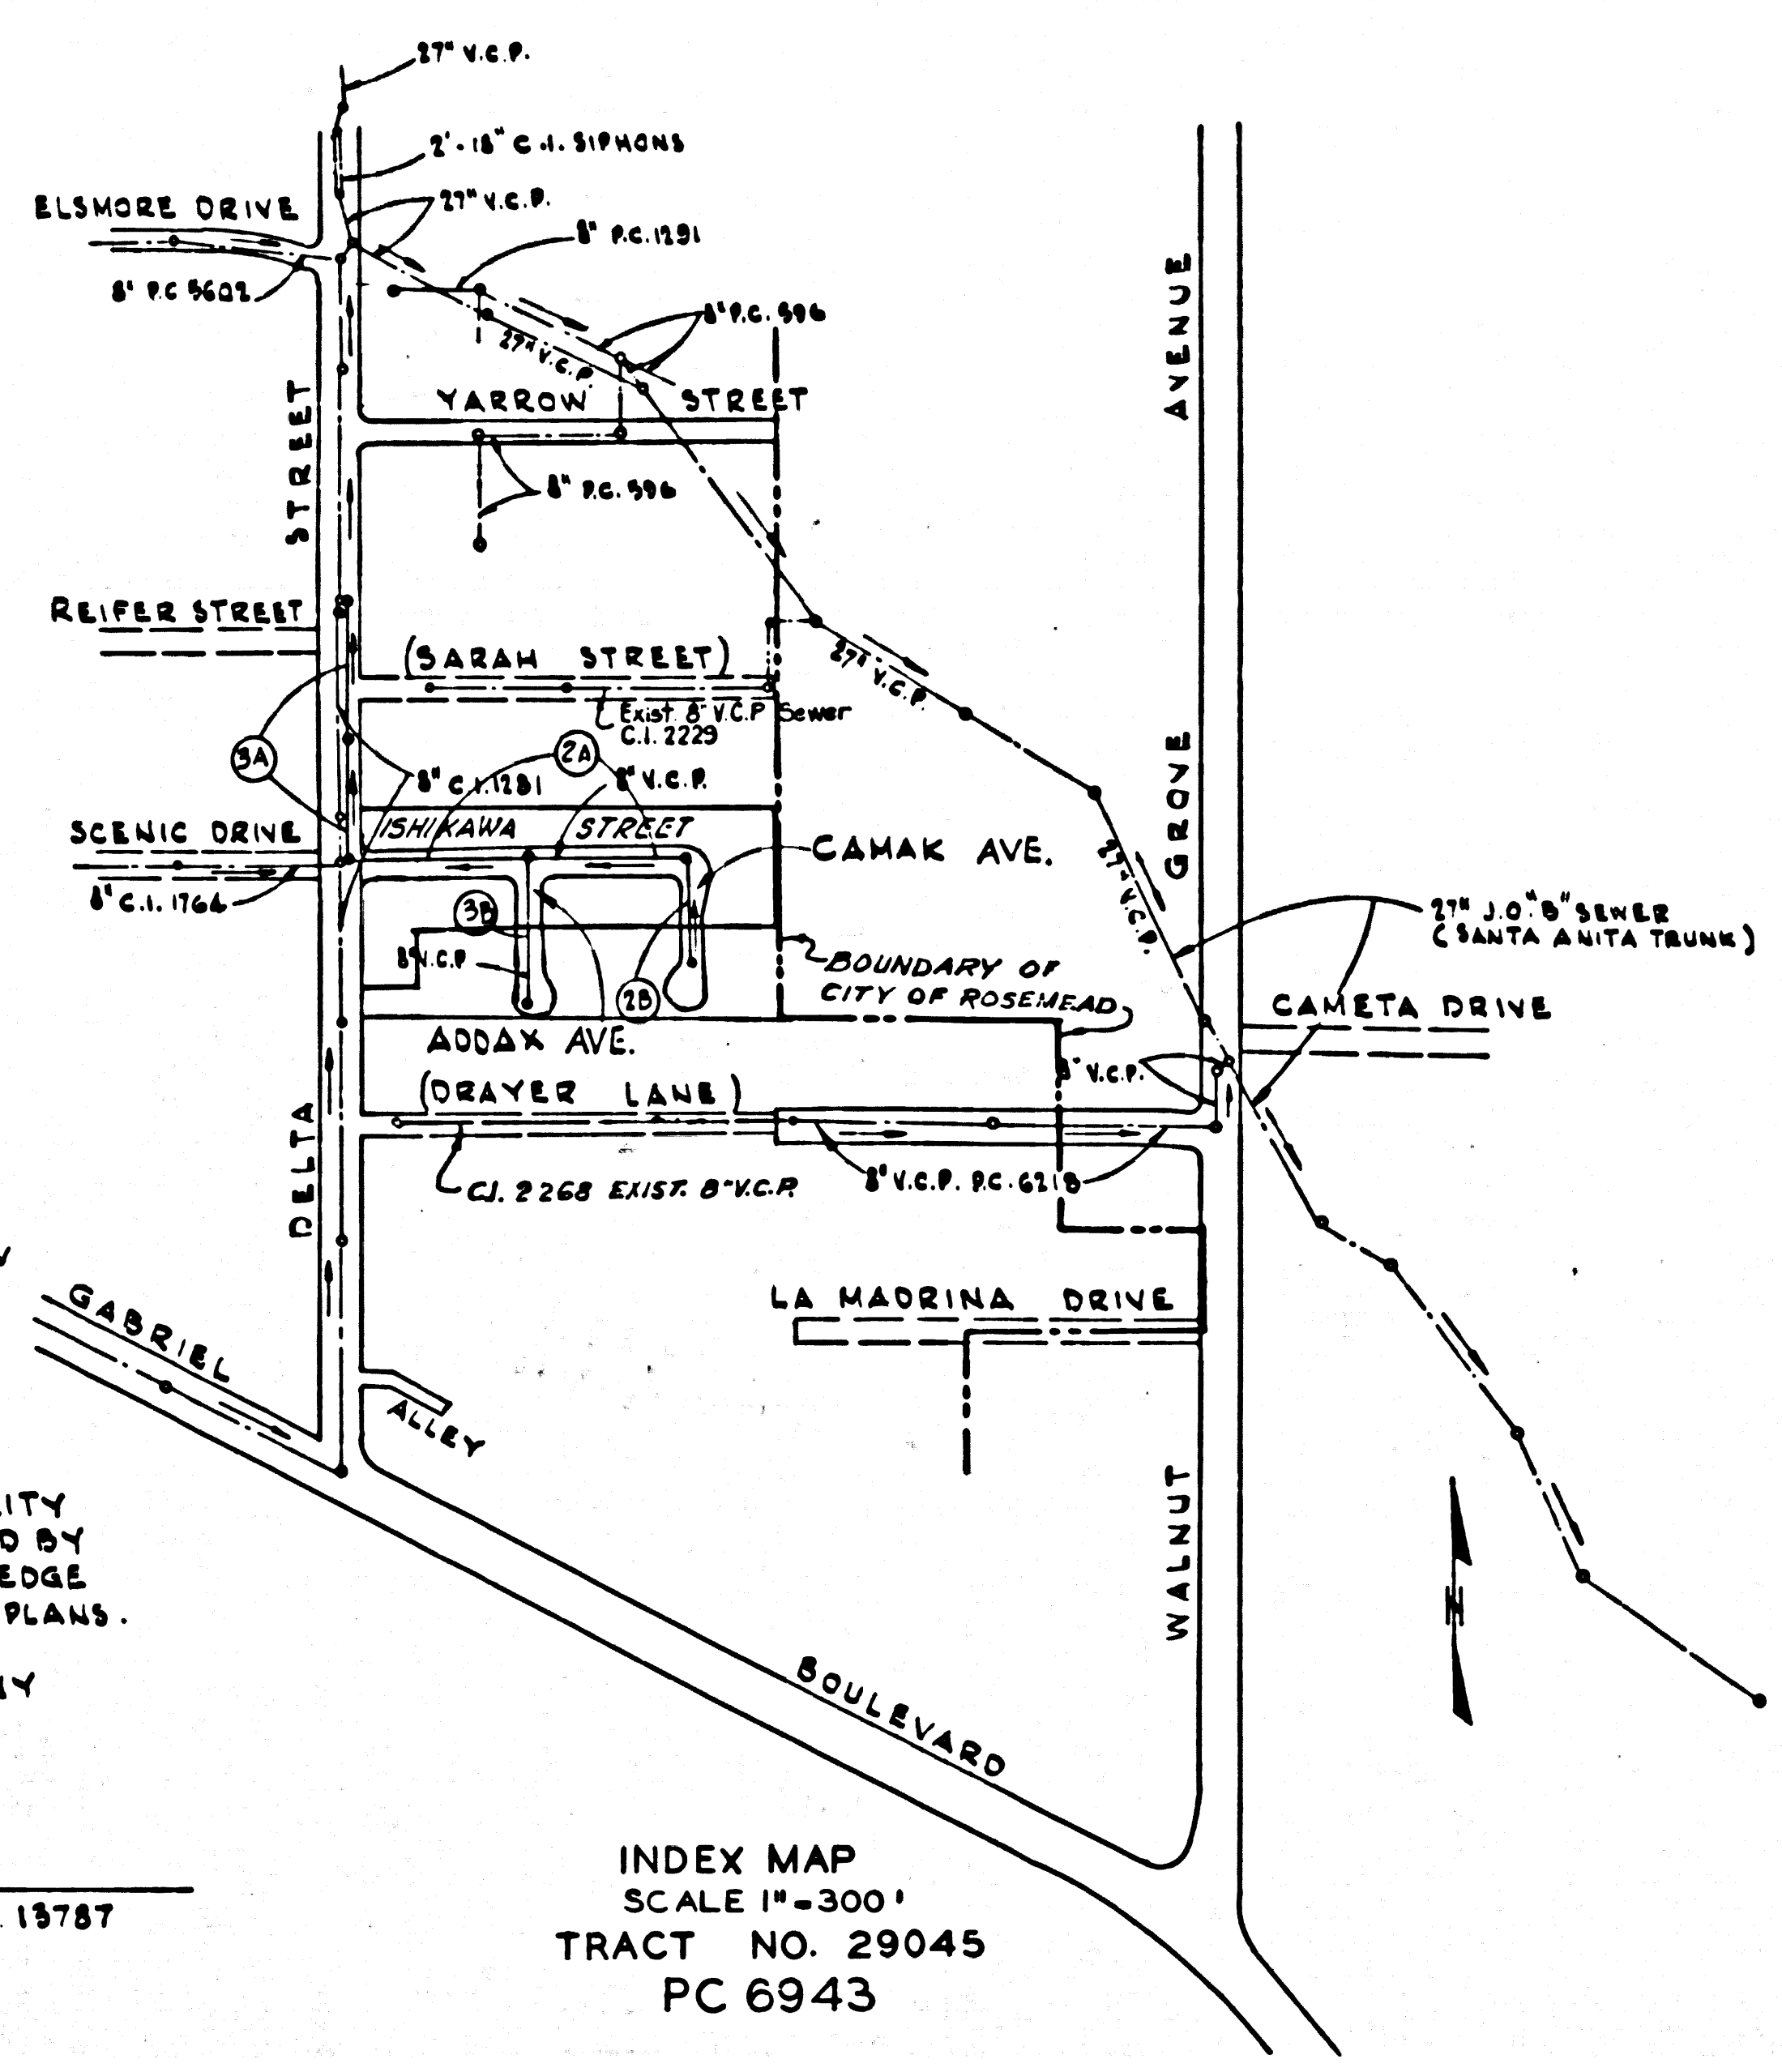 27" V.C.P.
2'-18" C.I. SIPHONS
ELSMORE DRIVE
27" V.C.P.
8" P.C. 1291
8" P.C. 5602
8" P.C. 596
27" V.C.P.
YARROW STREET
8" P.C. 596
STREET
AVENUE
REIFER STREET
(SARAH STREET)
27" V.C.P.
Exist. 8" V.C.P Sewer
C.I. 2229
3A
2A
8" C.I. 1281
8" V.C.P.
GROVE
SCENIC DRIVE
ISHIKAWA STREET
CAMAK AVE.
8" C.I. 1764
3B
27" V.C.P.
27" J.O. "B" SEWER
(SANTA ANITA TRUNK)
8" V.C.P
2B
BOUNDARY OF
CITY OF ROSEMEAD
CAMETA DRIVE
ADDAX AVE.
8" V.C.P.
(DRAYER LANE)
DELTA
C.I. 2268 EXIST. 8" V.C.P.
8" V.C.P. P.C. 6218
GABRIEL
LA MADRINA DRIVE
ALLEY
WALNUT
LITY
D BY
EDGE
PLANS.
NY
N
BOULEVARD
INDEX MAP
SCALE 1"=300'
TRACT NO. 29045
PC 6943
. 13787